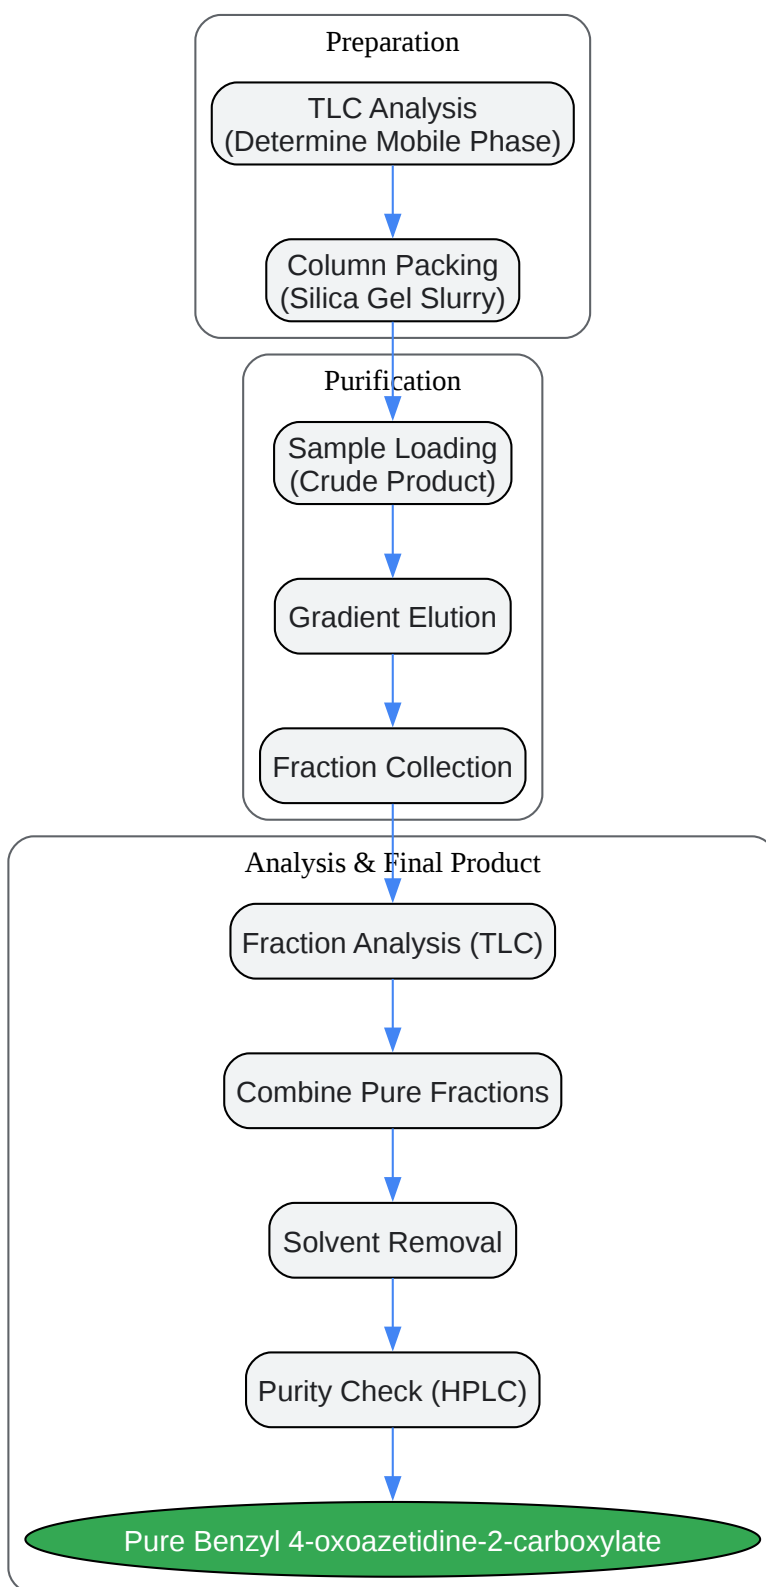 Preparation
TLC Analysis
(Determine Mobile Phase)
Column Packing
(Silica Gel Slurry)
Purification
Sample Loading
(Crude Product)
Gradient Elution
Fraction Collection
Analysis & Final Product
Fraction Analysis (TLC)
Combine Pure Fractions
Solvent Removal
Purity Check (HPLC)
Pure Benzyl 4-oxoazetidine-2-carboxylate